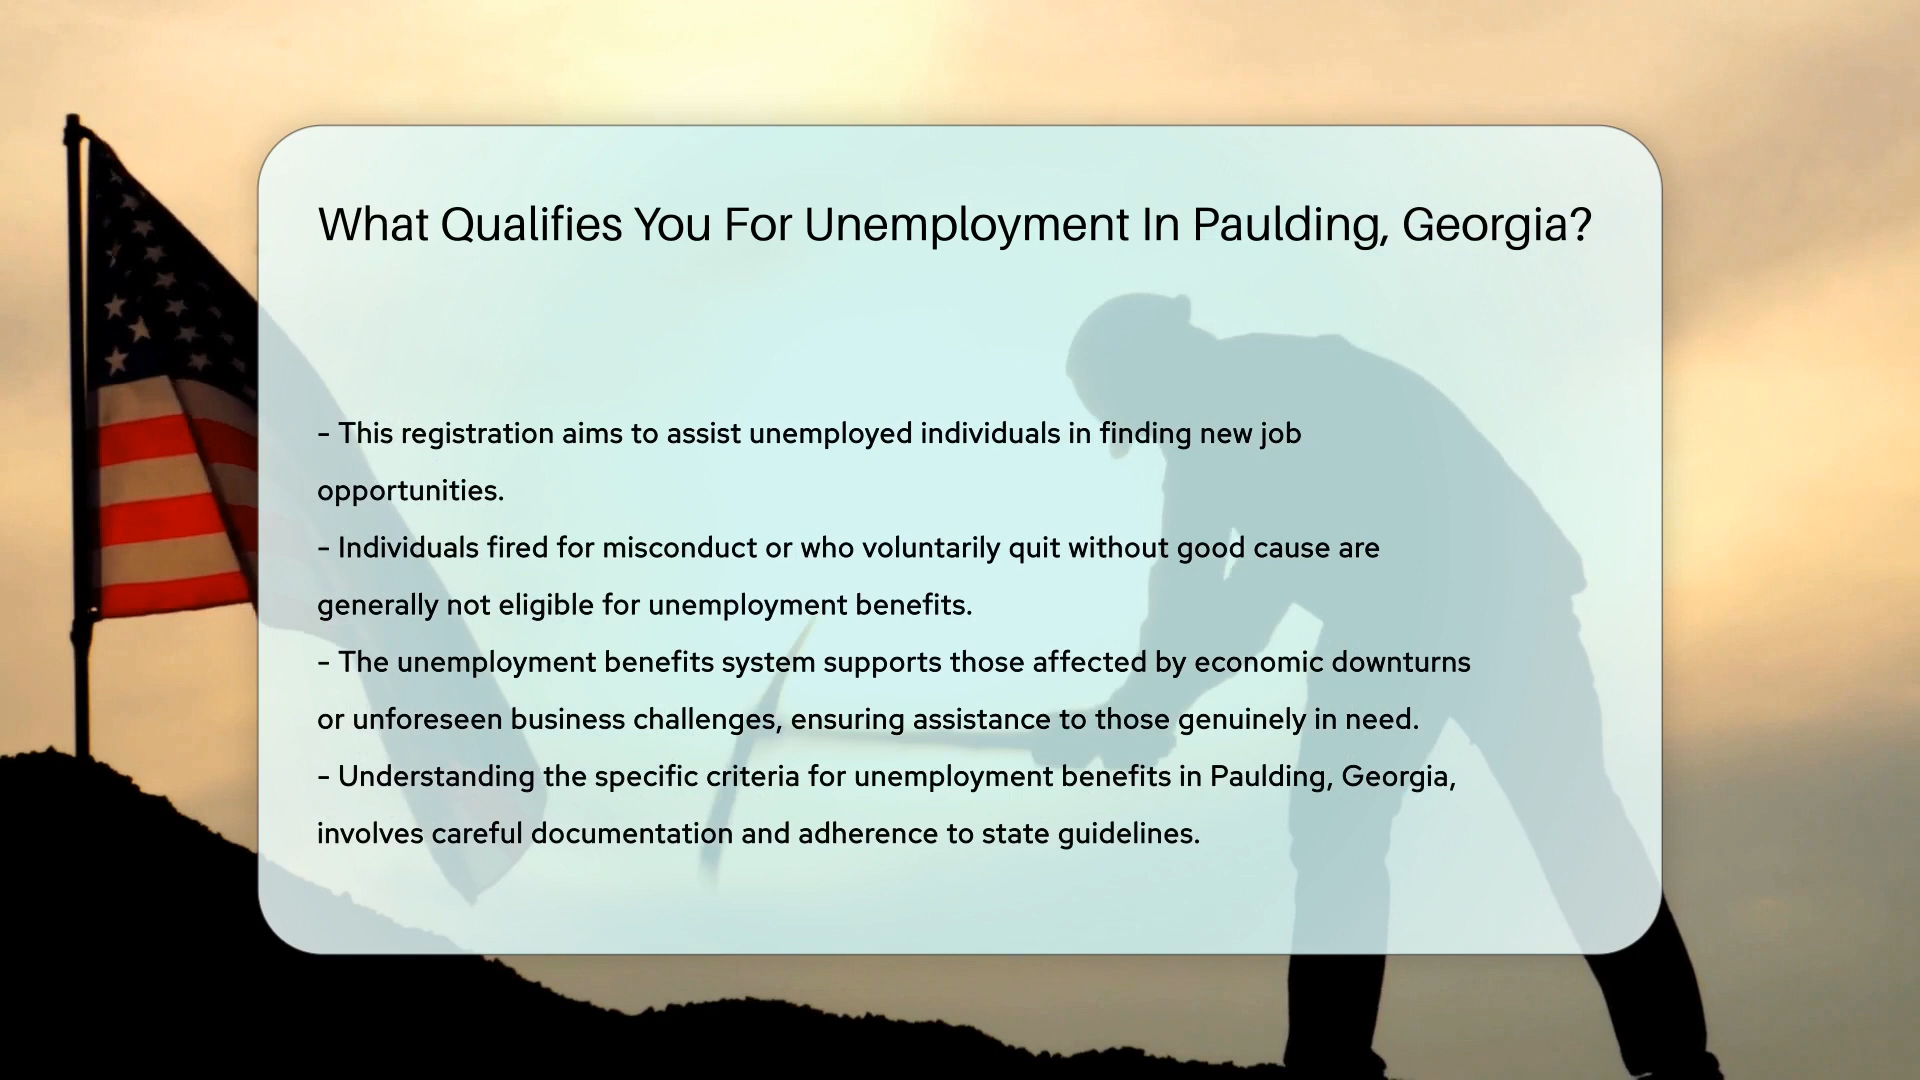 What Qualifies You For Unemployment In Paulding, Georgia?
– This registration aims to assist unemployed individuals in finding new job
opportunities.
– Individuals fired for misconduct or who voluntarily quit without good cause are
generally not eligible for unemployment benefits.
– The unemployment benefits system supports those affected by economic downturns
or unforeseen business challenges, ensuring assistance to those genuinely in need.
– Understanding the specific criteria for unemployment benefits in Paulding, Georgia,
involves careful documentation and adherence to state guidelines.